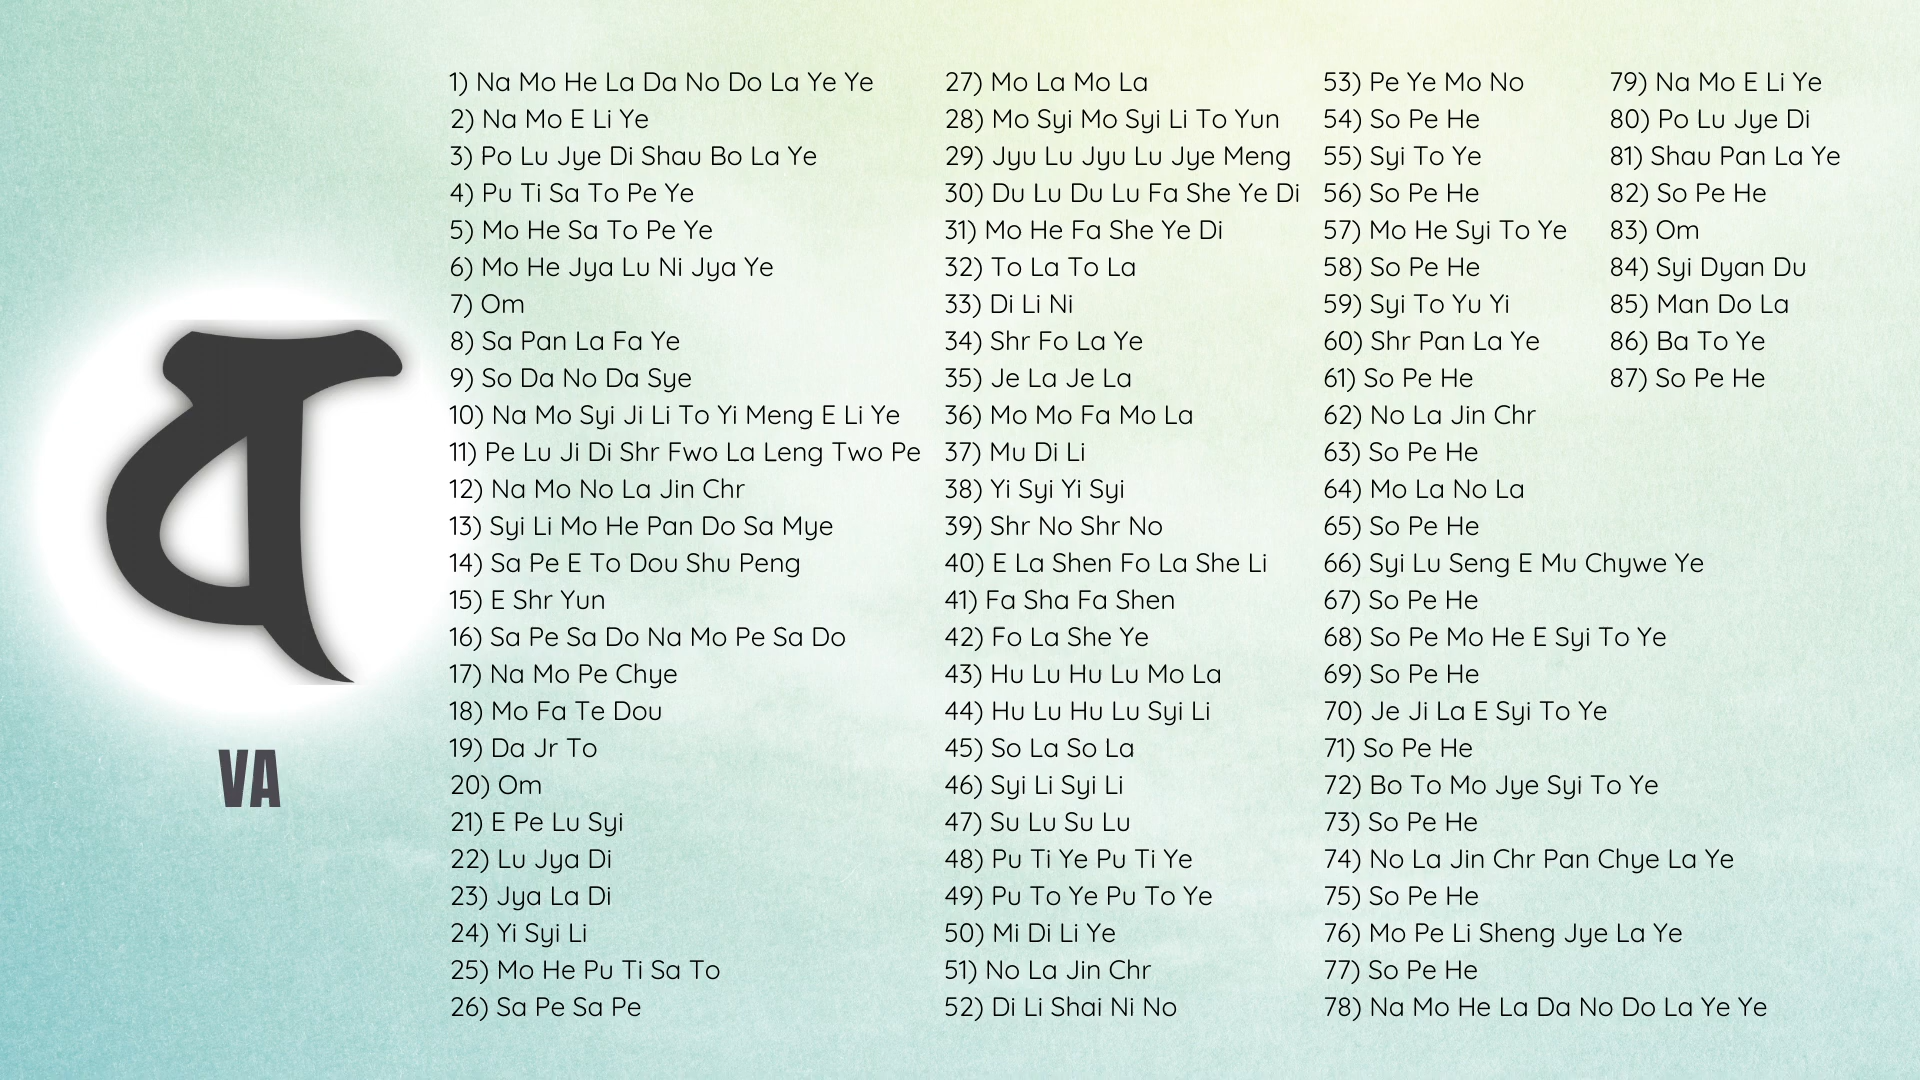 व
VA
1) Na Mo He La Da No Do La Ye Ye
2) Na Mo E Li Ye
3) Po Lu Jye Di Shau Bo La Ye
4) Pu Ti Sa To Pe Ye
5) Mo He Sa To Pe Ye
6) Mo He Jya Lu Ni Jya Ye
7) Om
8) Sa Pan La Fa Ye
9) So Da No Da Sye
10) Na Mo Syi Ji Li To Yi Meng E Li Ye
11) Pe Lu Ji Di Shr Fwo La Leng Two Pe
12) Na Mo No La Jin Chr
13) Syi Li Mo He Pan Do Sa Mye
14) Sa Pe E To Dou Shu Peng
15) E Shr Yun
16) Sa Pe Sa Do Na Mo Pe Sa Do
17) Na Mo Pe Chye
18) Mo Fa Te Dou
19) Da Jr To
20) Om
21) E Pe Lu Syi
22) Lu Jya Di
23) Jya La Di
24) Yi Syi Li
25) Mo He Pu Ti Sa To
26) Sa Pe Sa Pe
27) Mo La Mo La
28) Mo Syi Mo Syi Li To Yun
29) Jyu Lu Jyu Lu Jye Meng
30) Du Lu Du Lu Fa She Ye Di
31) Mo He Fa She Ye Di
32) To La To La
33) Di Li Ni
34) Shr Fo La Ye
35) Je La Je La
36) Mo Mo Fa Mo La
37) Mu Di Li
38) Yi Syi Yi Syi
39) Shr No Shr No
40) E La Shen Fo La She Li
41) Fa Sha Fa Shen
42) Fo La She Ye
43) Hu Lu Hu Lu Mo La
44) Hu Lu Hu Lu Syi Li
45) So La So La
46) Syi Li Syi Li
47) Su Lu Su Lu
48) Pu Ti Ye Pu Ti Ye
49) Pu To Ye Pu To Ye
50) Mi Di Li Ye
51) No La Jin Chr
52) Di Li Shai Ni No
53) Pe Ye Mo No
54) So Pe He
55) Syi To Ye
56) So Pe He
57) Mo He Syi To Ye
58) So Pe He
59) Syi To Yu Yi
60) Shr Pan La Ye
61) So Pe He
62) No La Jin Chr
63) So Pe He
64) Mo La No La
65) So Pe He
66) Syi Lu Seng E Mu Chywe Ye
67) So Pe He
68) So Pe Mo He E Syi To Ye
69) So Pe He
70) Je Ji La E Syi To Ye
71) So Pe He
72) Bo To Mo Jye Syi To Ye
73) So Pe He
74) No La Jin Chr Pan Chye La Ye
75) So Pe He
76) Mo Pe Li Sheng Jye La Ye
77) So Pe He
78) Na Mo He La Da No Do La Ye Ye
79) Na Mo E Li Ye
80) Po Lu Jye Di
81) Shau Pan La Ye
82) So Pe He
83) Om
84) Syi Dyan Du
85) Man Do La
86) Ba To Ye
87) So Pe He